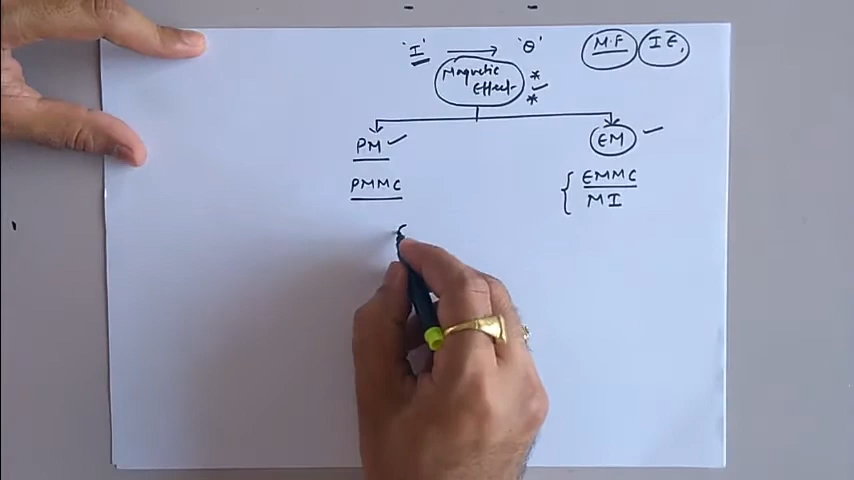 'I' → 'θ' M.F I E,
Magnetic
Effect
PM EM
PMMC EMMC
MI